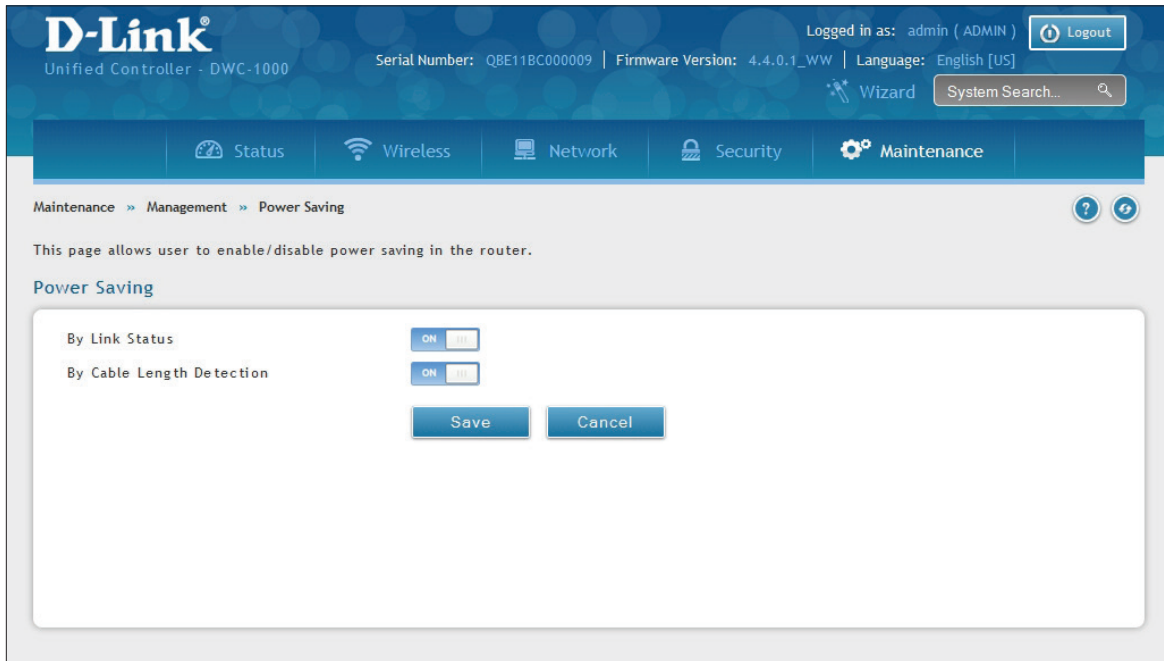 D-Link®
Unified Controller - DWC-1000
Logged in as: admin ( ADMIN ) Logout
Serial Number: QBE11BC000009 | Firmware Version: 4.4.0.1_WW | Language: English [US]
Wizard System Search...
Status Wireless Network Security Maintenance
Maintenance » Management » Power Saving
This page allows user to enable/disable power saving in the router.
Power Saving
By Link Status ON
By Cable Length Detection ON
Save Cancel